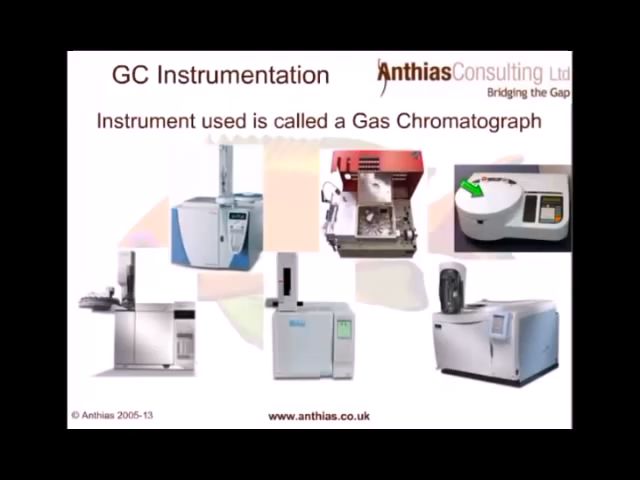 GC Instrumentation
AnthiasConsulting Ltd
Bridging the Gap
Instrument used is called a Gas Chromatograph
© Anthias 2005-13
www.anthias.co.uk